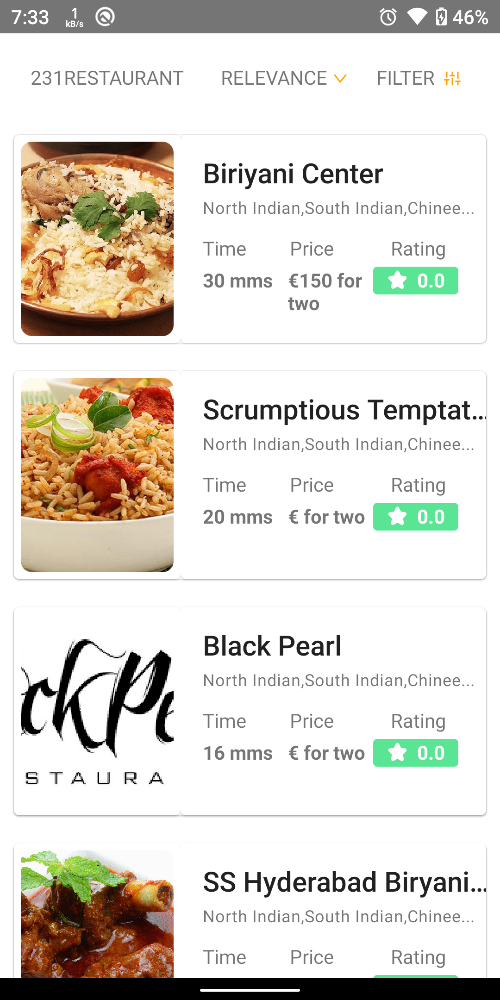 7:33 1 kB/s 46%
231RESTAURANT RELEVANCE FILTER
Biriyani Center
North Indian,South Indian,Chinee...
Time Price Rating
30 mms €150 for two 0.0
Scrumptious Temptat...
North Indian,South Indian,Chinee...
Time Price Rating
20 mms € for two 0.0
ckPe
STAURA
Black Pearl
North Indian,South Indian,Chinee...
Time Price Rating
16 mms € for two 0.0
SS Hyderabad Biryani...
North Indian,South Indian,Chinee...
Time Price Rating